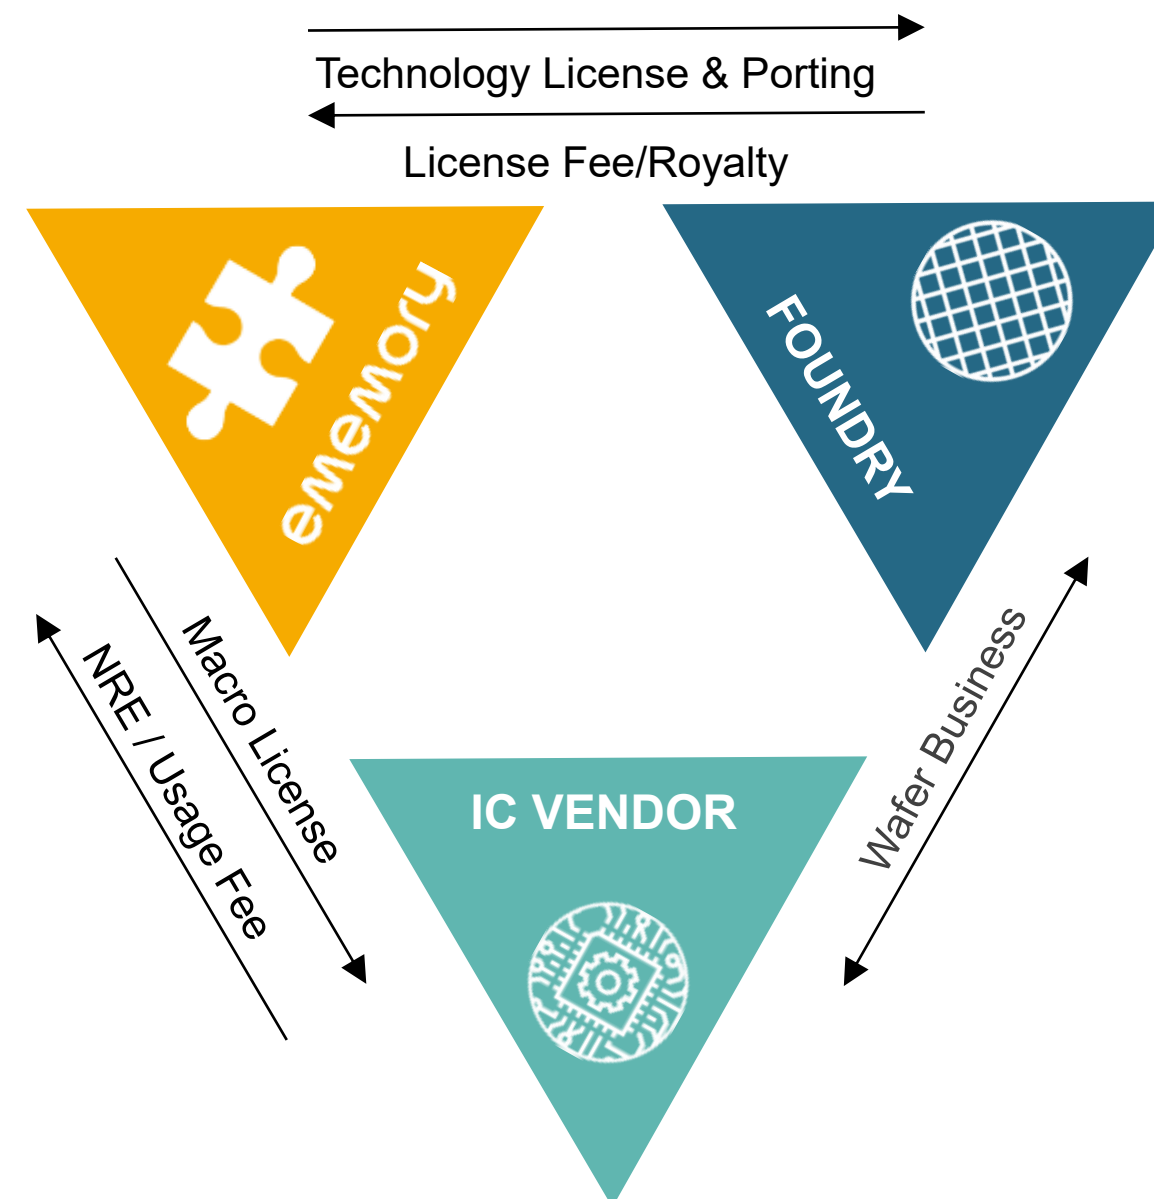 Technology License & Porting
License Fee/Royalty
eMeMory
FOUNDRY
Macro License
NRE / Usage Fee
Wafer Business
IC VENDOR